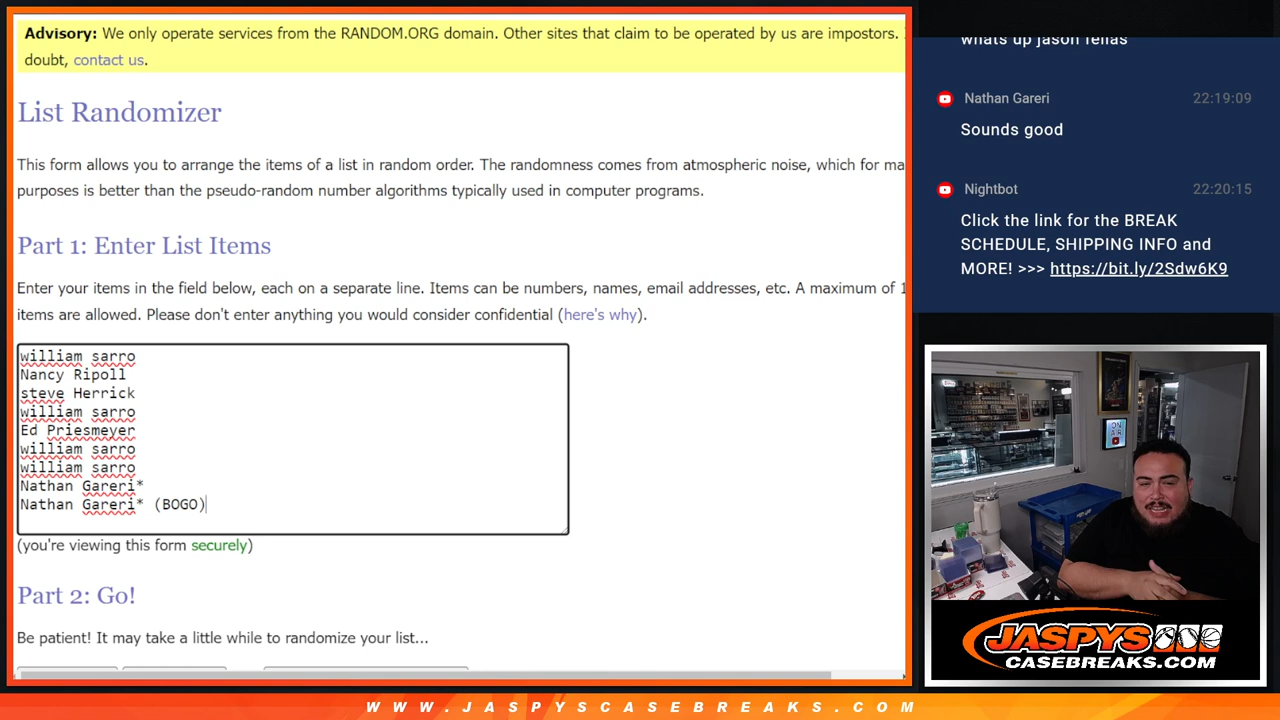 Advisory: We only operate services from the RANDOM.ORG domain. Other sites that claim to be operated by us are impostors.
doubt, contact us.
List Randomizer
This form allows you to arrange the items of a list in random order. The randomness comes from atmospheric noise, which for ma
purposes is better than the pseudo-random number algorithms typically used in computer programs.
Part 1: Enter List Items
Enter your items in the field below, each on a separate line. Items can be numbers, names, email addresses, etc. A maximum of 1
items are allowed. Please don't enter anything you would consider confidential (here's why).
william sarro
Nancy Ripoll
steve Herrick
william sarro
Ed Priesmeyer
william sarro
william sarro
Nathan Gareri*
Nathan Gareri* (BOGO)
(you're viewing this form securely)
Part 2: Go!
Be patient! It may take a little while to randomize your list...
whats up jason
Nathan Gareri 22:19:09
Sounds good
Nightbot 22:20:15
Click the link for the BREAK
SCHEDULE, SHIPPING INFO and
MORE! >>> https://bit.ly/2Sdw6K9
ON
AIR
JASPYS
CASEBREAKS.COM
WWW.JASPYSCASEBREAKS.COM